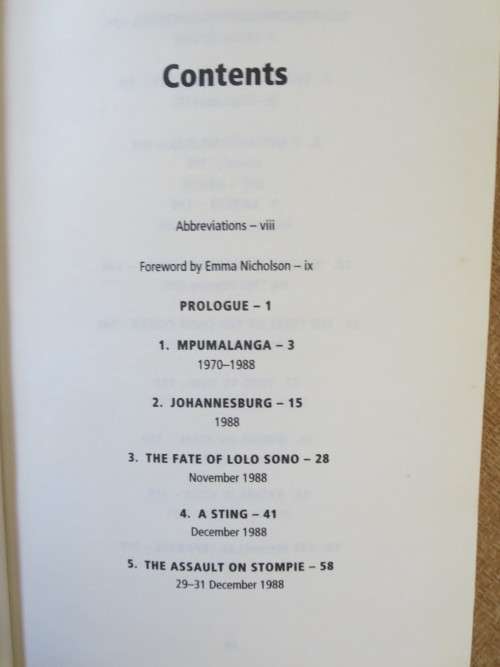 Contents
Abbreviations – viii
Foreword by Emma Nicholson – ix
PROLOGUE – 1
1. MPUMALANGA – 3
1970–1988
2. JOHANNESBURG – 15
1988
3. THE FATE OF LOLO SONO – 28
November 1988
4. A STING – 41
December 1988
5. THE ASSAULT ON STOMPIE – 58
29–31 December 1988